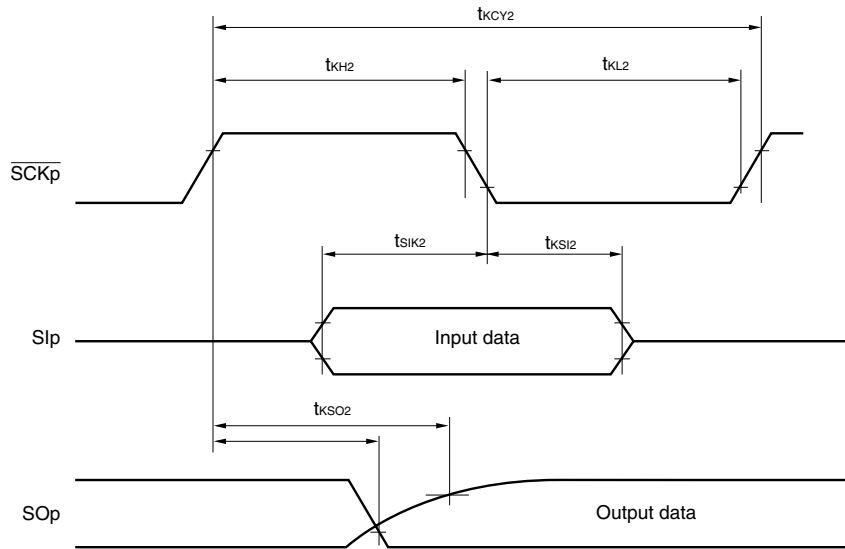 tKCY2
tKH2
tKL2
SCKp
tSIK2
tKSI2
SIp
Input data
tKSO2
SOp
Output data